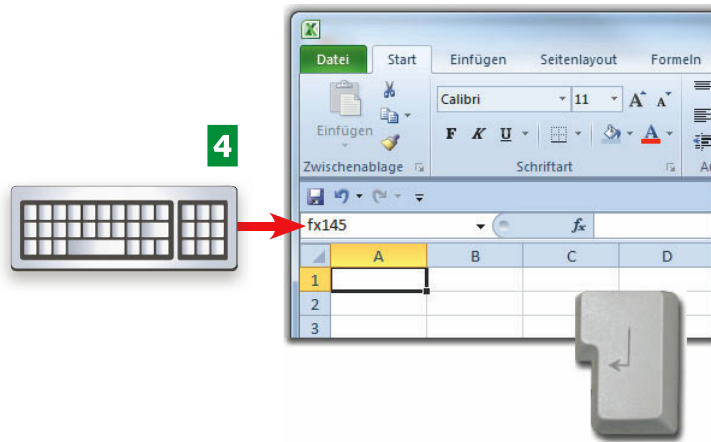 Datei Start Einfügen Seitenlayout Formeln
Calibri 11 A A
Einfügen
F K U A
Zwischenablage Schriftart
4
fx145 fx
A B C D
1
2
3